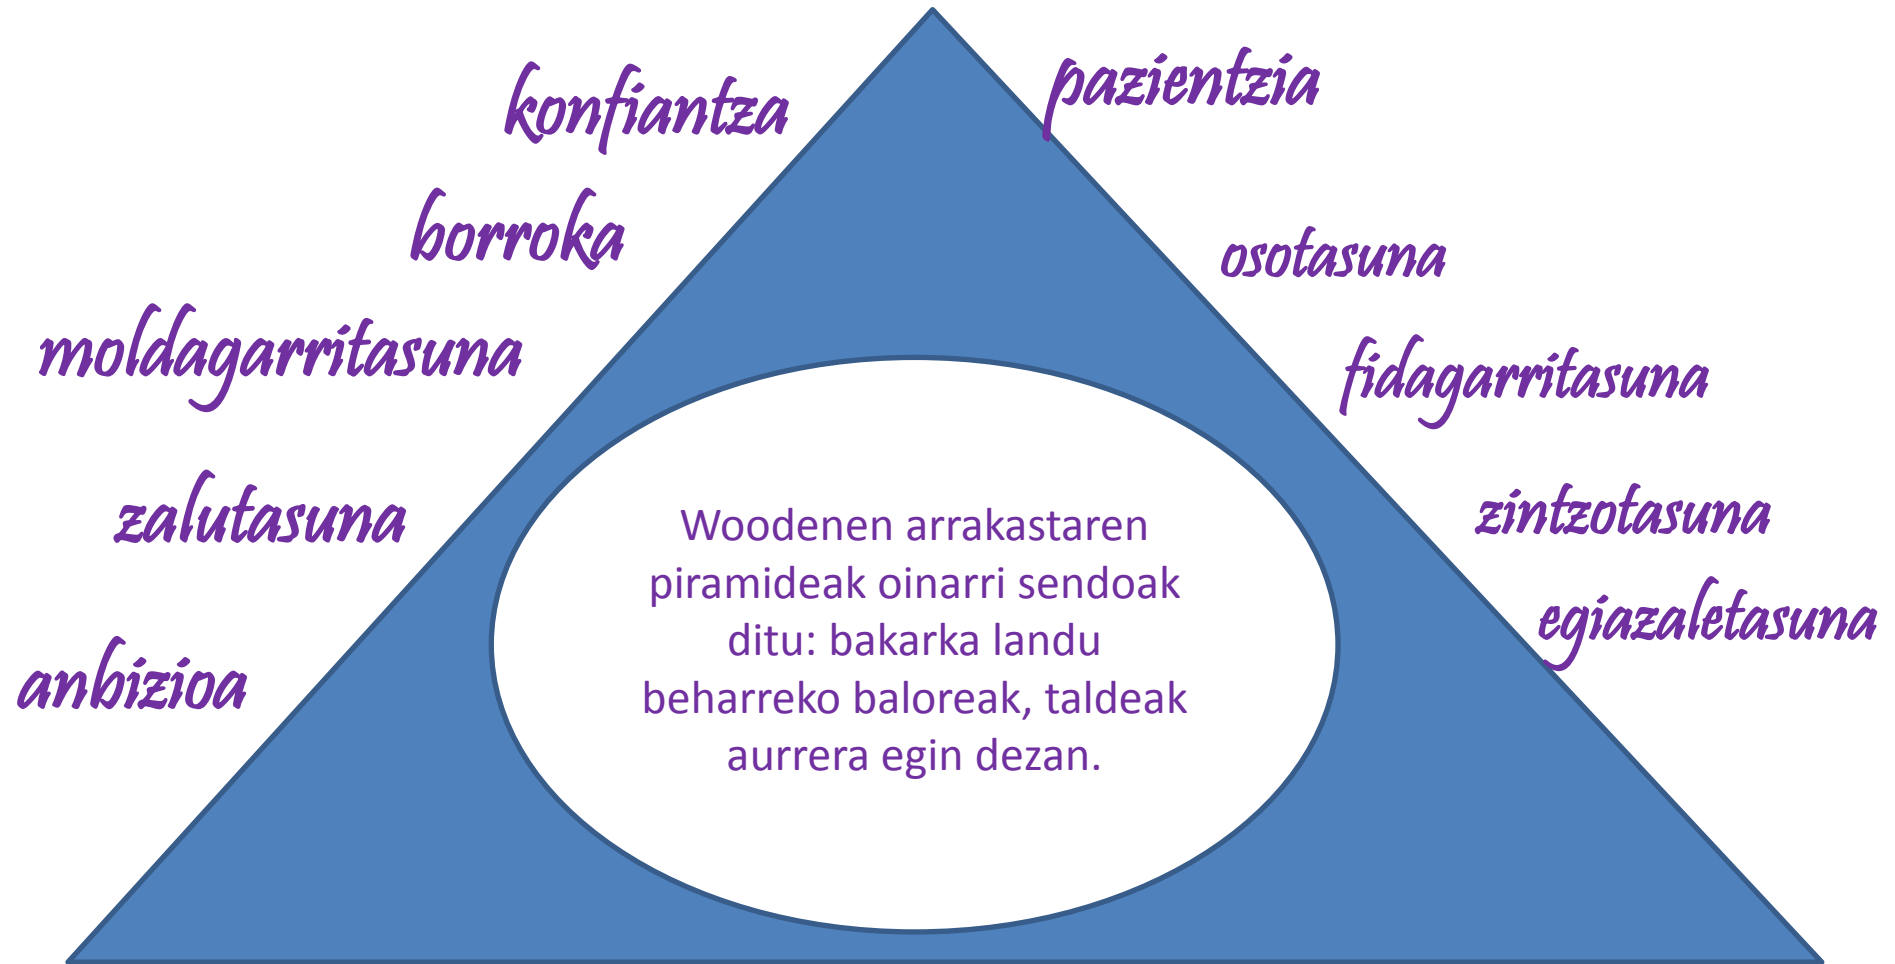 konfiantza
borroka
moldagarritasuna
zalutasuna
anbizioa
pazientzia
osotasuna
fidagarritasuna
zintzotasuna
egiazaletasuna
Woodenen arrakastaren
piramideak oinarri sendoak
ditu: bakarka landu
beharreko baloreak, taldeak
aurrera egin dezan.